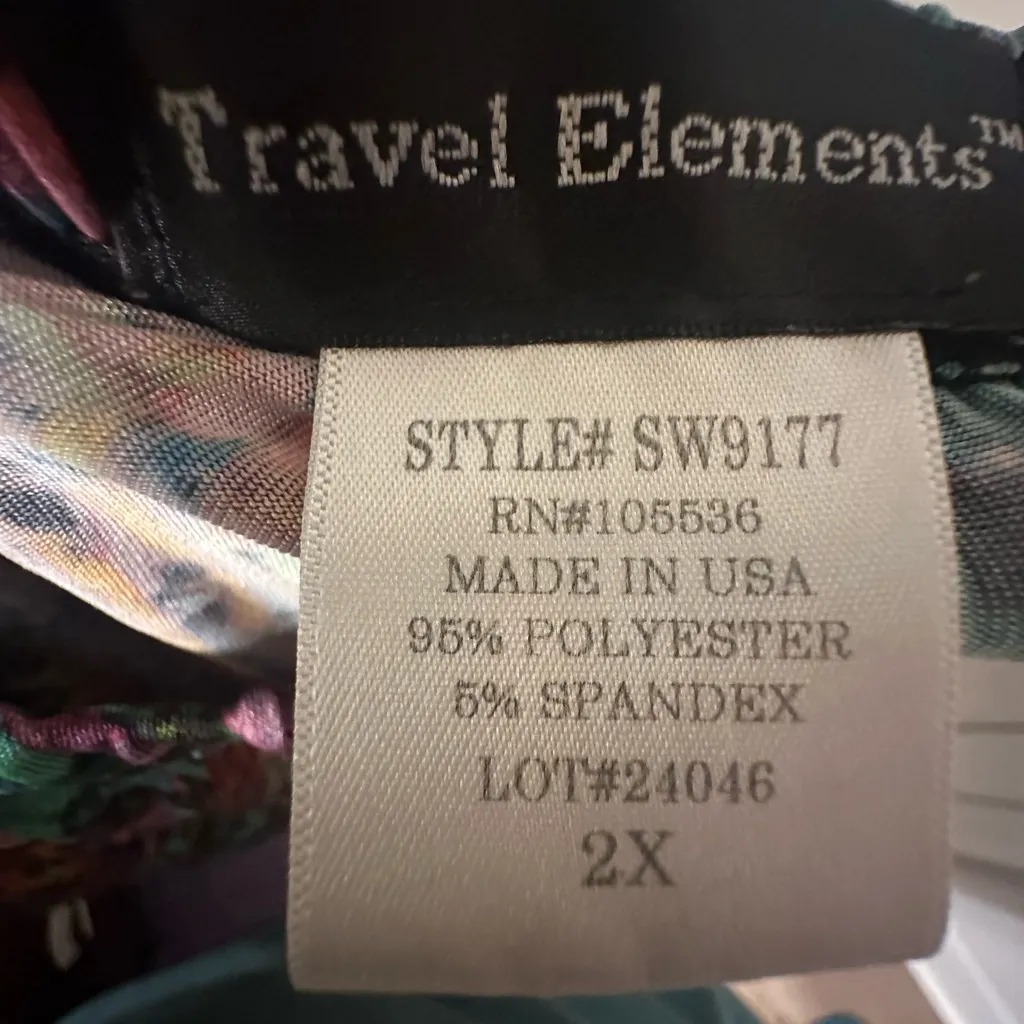 Travel Elements™
STYLE# SW9177
RN#105536
MADE IN USA
95% POLYESTER
5% SPANDEX
LOT#24046
2X